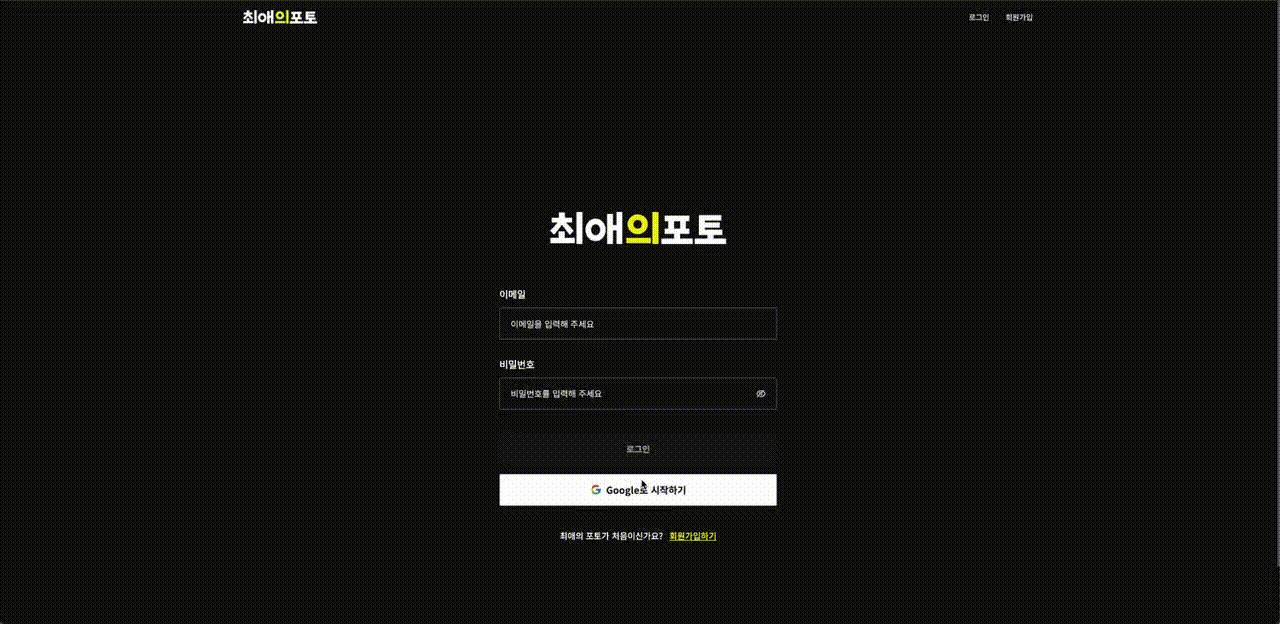 최애의포토
로그인 회원가입
최애의포토
이메일
이메일을 입력해 주세요
비밀번호
비밀번호를 입력해 주세요
로그인
Google로 시작하기
최애의 포토가 처음이신가요? 회원가입하기